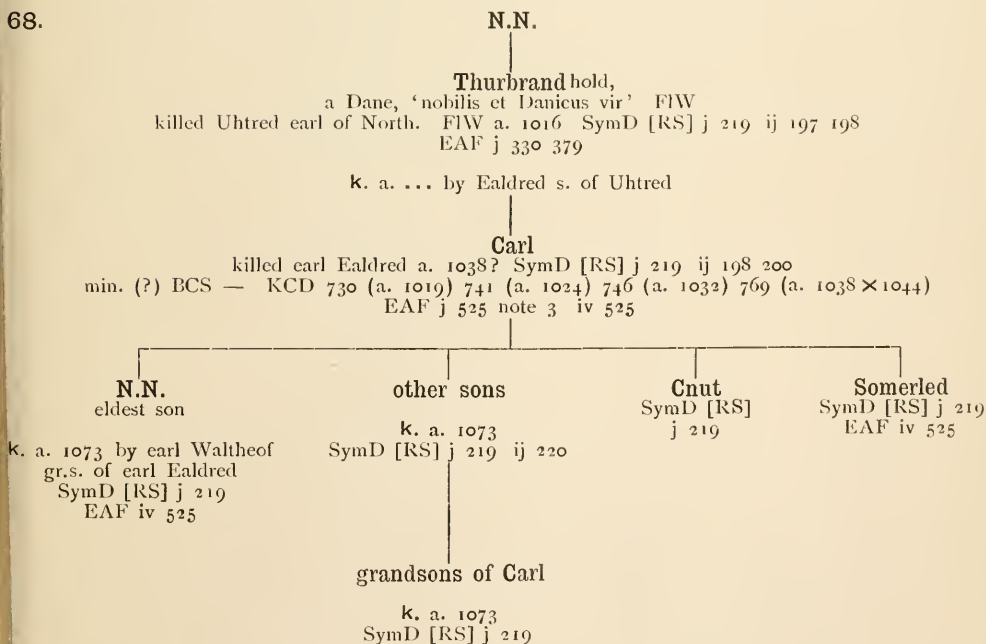 68.
N.N.
Thurbrand hold,
a Dane, ‘nobilis et Danicus vir’ FlW
killed Uhtred earl of North. FlW a. 1016 SymD [RS] j 219 ij 197 198
EAF j 330 379
k. a. ... by Ealdred s. of Uhtred
Carl
killed earl Ealdred a. 1038? SymD [RS] j 219 ij 198 200
min. (?) BCS — KCD 730 (a. 1019) 741 (a. 1024) 746 (a. 1032) 769 (a. 1038 × 1044)
EAF j 525 note 3 iv 525
N.N.
eldest son
k. a. 1073 by earl Waltheof
gr.s. of earl Ealdred
SymD [RS] j 219
EAF iv 525
other sons
k. a. 1073
SymD [RS] j 219 ij 220
Cnut
SymD [RS]
j 219
Somerled
SymD [RS] j 219
EAF iv 525
grandsons of Carl
k. a. 1073
SymD [RS] j 219